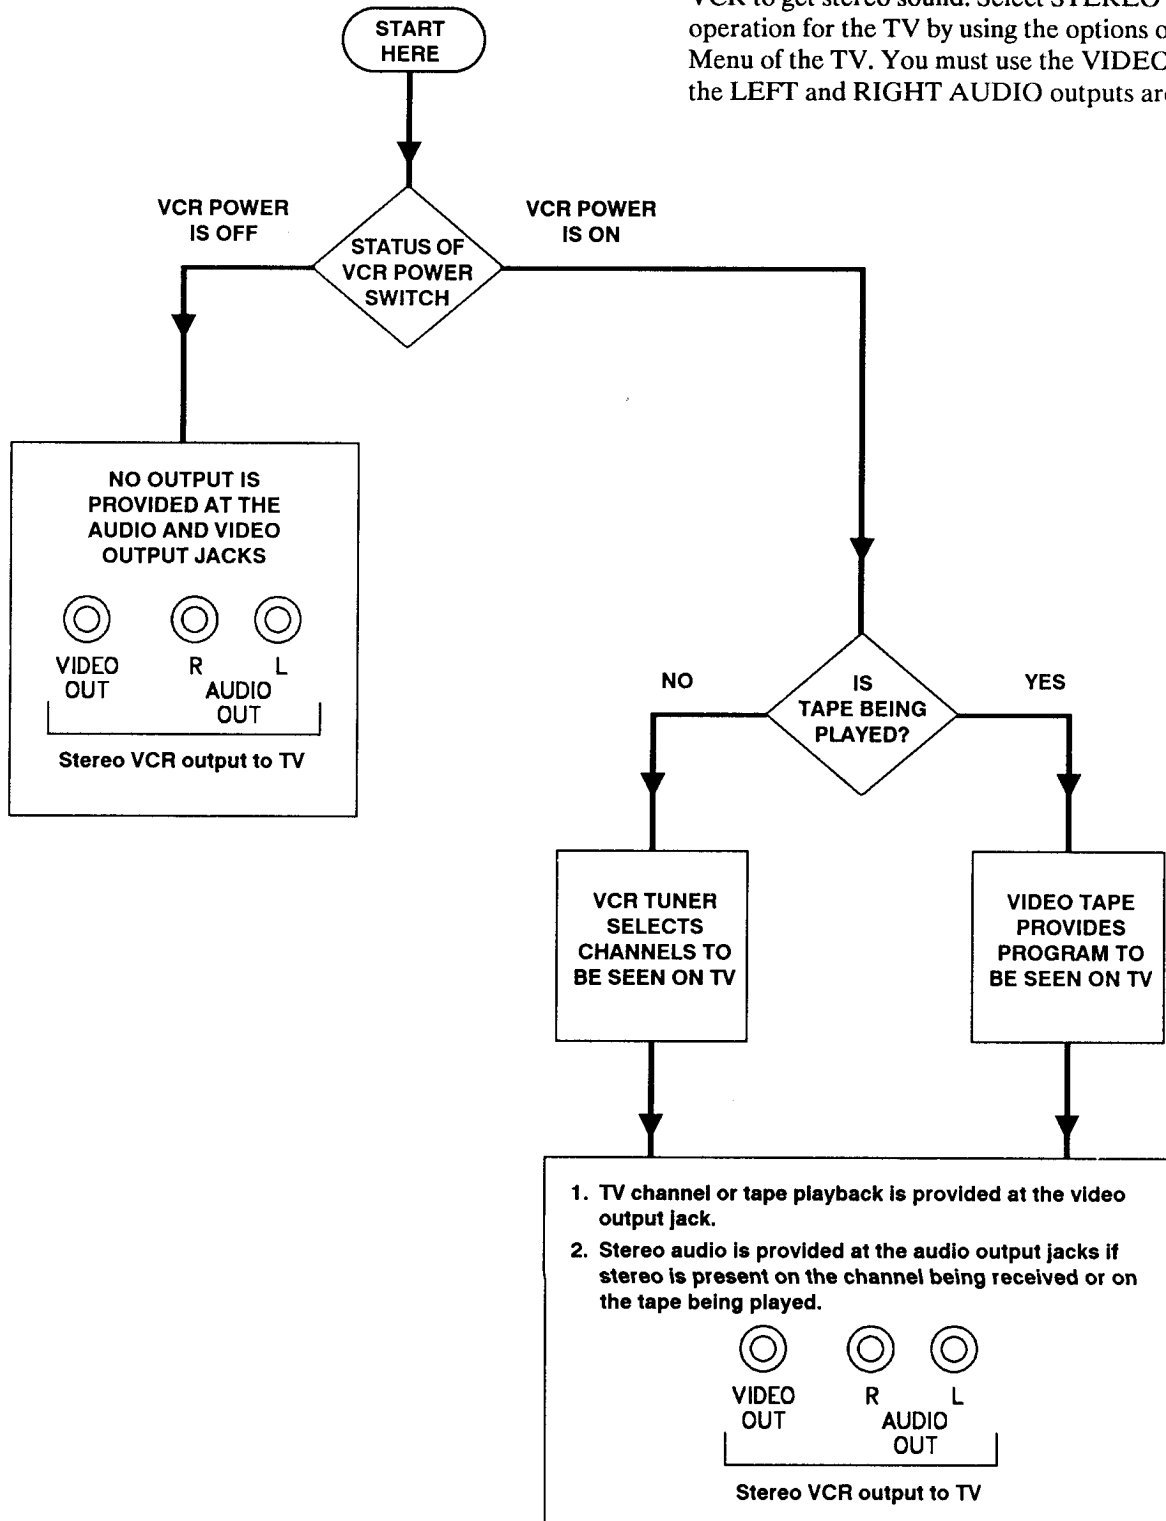 VCR to get stereo sound. Select STEREO
operation for the TV by using the options o
Menu of the TV. You must use the VIDEO
the LEFT and RIGHT AUDIO outputs are
START
HERE
VCR POWER
IS OFF
VCR POWER
IS ON
STATUS OF
VCR POWER
SWITCH
NO OUTPUT IS
PROVIDED AT THE
AUDIO AND VIDEO
OUTPUT JACKS
VIDEO
OUT
R L
AUDIO
OUT
Stereo VCR output to TV
NO
IS
TAPE BEING
PLAYED?
YES
VCR TUNER
SELECTS
CHANNELS TO
BE SEEN ON TV
VIDEO TAPE
PROVIDES
PROGRAM TO
BE SEEN ON TV
1. TV channel or tape playback is provided at the video
output jack.
2. Stereo audio is provided at the audio output jacks if
stereo is present on the channel being received or on
the tape being played.
VIDEO
OUT
R L
AUDIO
OUT
Stereo VCR output to TV